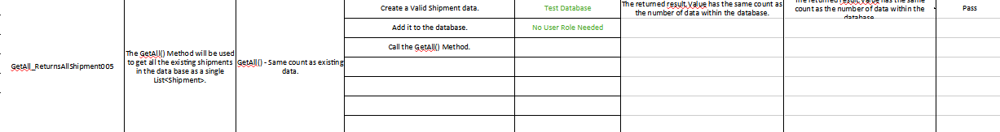 Create a Valid Shipment data.
Test Database
The returned result.Value has the same count as
the number of data within the database.
The returned result.Value has the same
count as the number of data within the
database.
Pass
Add it to the database.
No User Role Needed
Call the GetAll() Method.
GetAll_ReturnsAllShipment005
The GetAll() Method will be used
to get all the existing shipments
in the data base as a single
List<Shipment>.
GetAll() - Same count as existing
data.